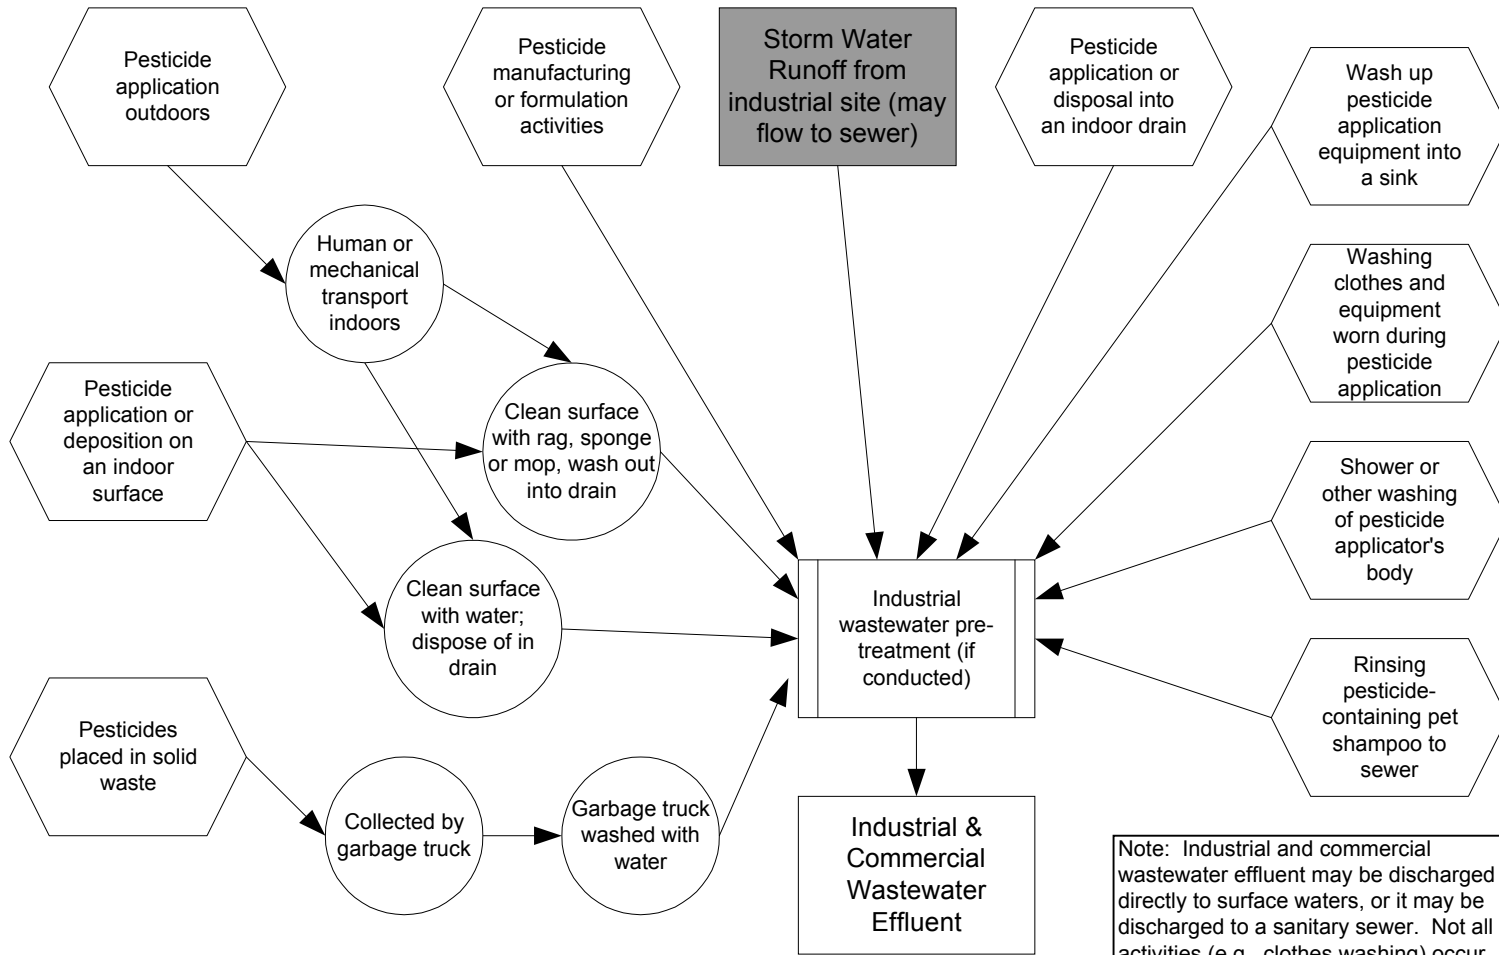 Pesticide
application
outdoors
Pesticide
manufacturing
or formulation
activities
Storm Water
Runoff from
industrial site (may
flow to sewer)
Pesticide
application or
disposal into
an indoor drain
Wash up
pesticide
application
equipment into
a sink
Human or
mechanical
transport
indoors
Washing
clothes and
equipment
worn during
pesticide
application
Pesticide
application or
deposition on
an indoor
surface
Clean surface
with rag, sponge
or mop, wash out
into drain
Shower or
other washing
of pesticide
applicator's
body
Clean surface
with water;
dispose of in
drain
Industrial
wastewater pre-
treatment (if
conducted)
Rinsing
pesticide-
containing pet
shampoo to
sewer
Pesticides
placed in solid
waste
Collected by
garbage truck
Garbage truck
washed with
water
Industrial &
Commercial
Wastewater
Effluent
Note:  Industrial and commercial
wastewater effluent may be discharged
directly to surface waters, or it may be
discharged to a sanitary sewer.  Not all
activities (e.g., clothes washing) occur